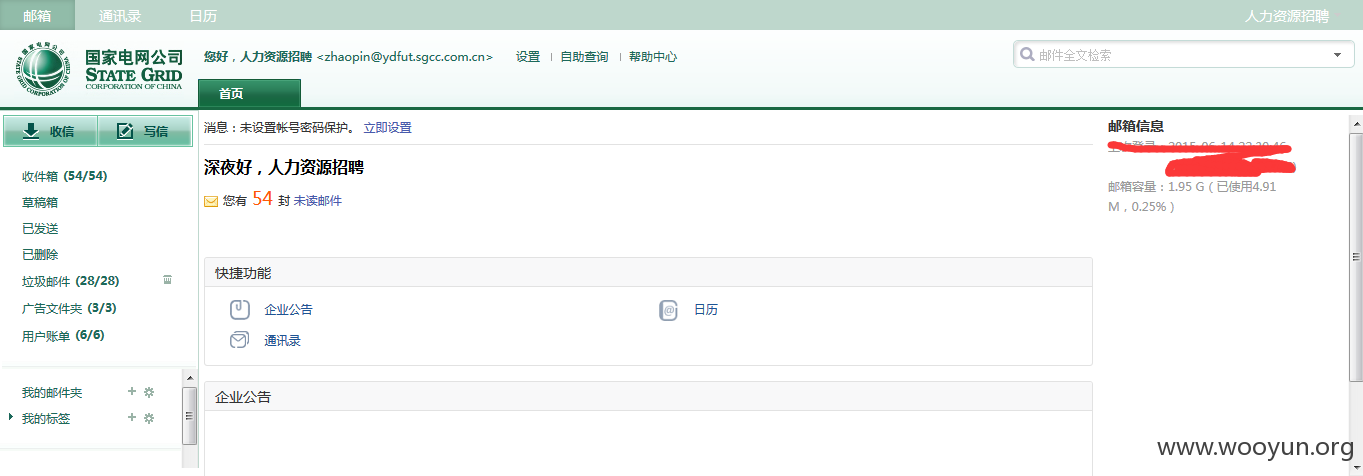 邮箱 通讯录 日历 人力资源招聘
国家电网公司
STATE GRID
CORPORATION OF CHINA
您好，人力资源招聘 <zhaopin@ydfut.sgcc.com.cn> 设置 自助查询 帮助中心
邮件全文检索
首页
收信 写信
收件箱 (54/54)
草稿箱
已发送
已删除
垃圾邮件 (28/28)
广告文件夹 (3/3)
用户账单 (6/6)
我的邮件夹
我的标签
消息：未设置帐号密码保护。 立即设置
深夜好，人力资源招聘
您有 54 封 未读邮件
快捷功能
企业公告 日历
通讯录
企业公告
邮箱信息
邮箱容量：1.95 G（已使用4.91
M，0.25%）
www.wooyun.org